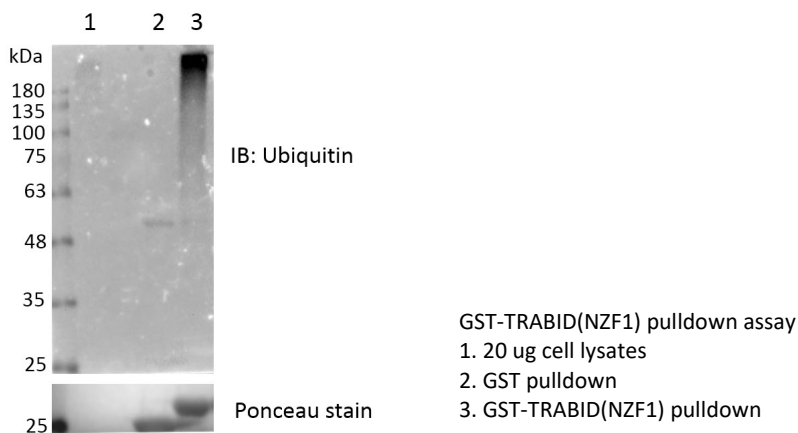 1 2 3
kDa
180
135
100
75
63
48
35
25
IB: Ubiquitin
25
Ponceau stain
GST-TRABID(NZF1) pulldown assay
1. 20 ug cell lysates
2. GST pulldown
3. GST-TRABID(NZF1) pulldown